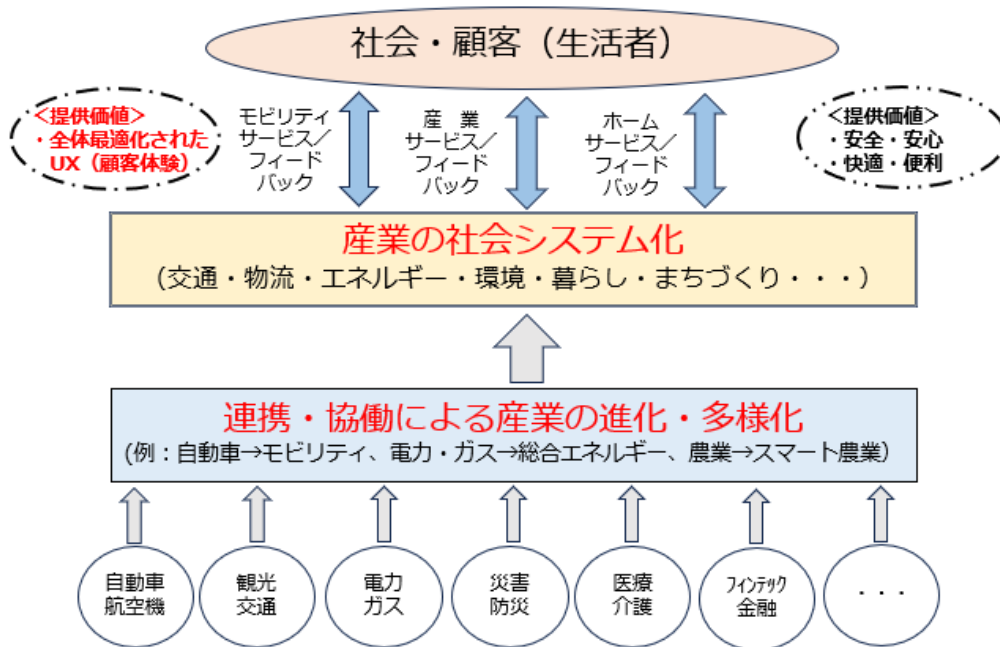 社会・顧客（生活者）
<提供価値>
・全体最適化された
UX（顧客体験）
モビリティ
サービス/
フィード
バック
産 業
サービス/
フィード
バック
ホーム
サービス/
フィード
バック
<提供価値>
・安全・安心
・快適・便利
産業の社会システム化
（交通・物流・エネルギー・環境・暮らし・まちづくり・・・）
連携・協働による産業の進化・多様化
(例：自動車→モビリティ、電力・ガス→総合エネルギー、農業→スマート農業)
自動車
航空機
観光
交通
電力
ガス
災害
防災
医療
介護
ﾌｨﾝﾃｯｸ
金融
・・・